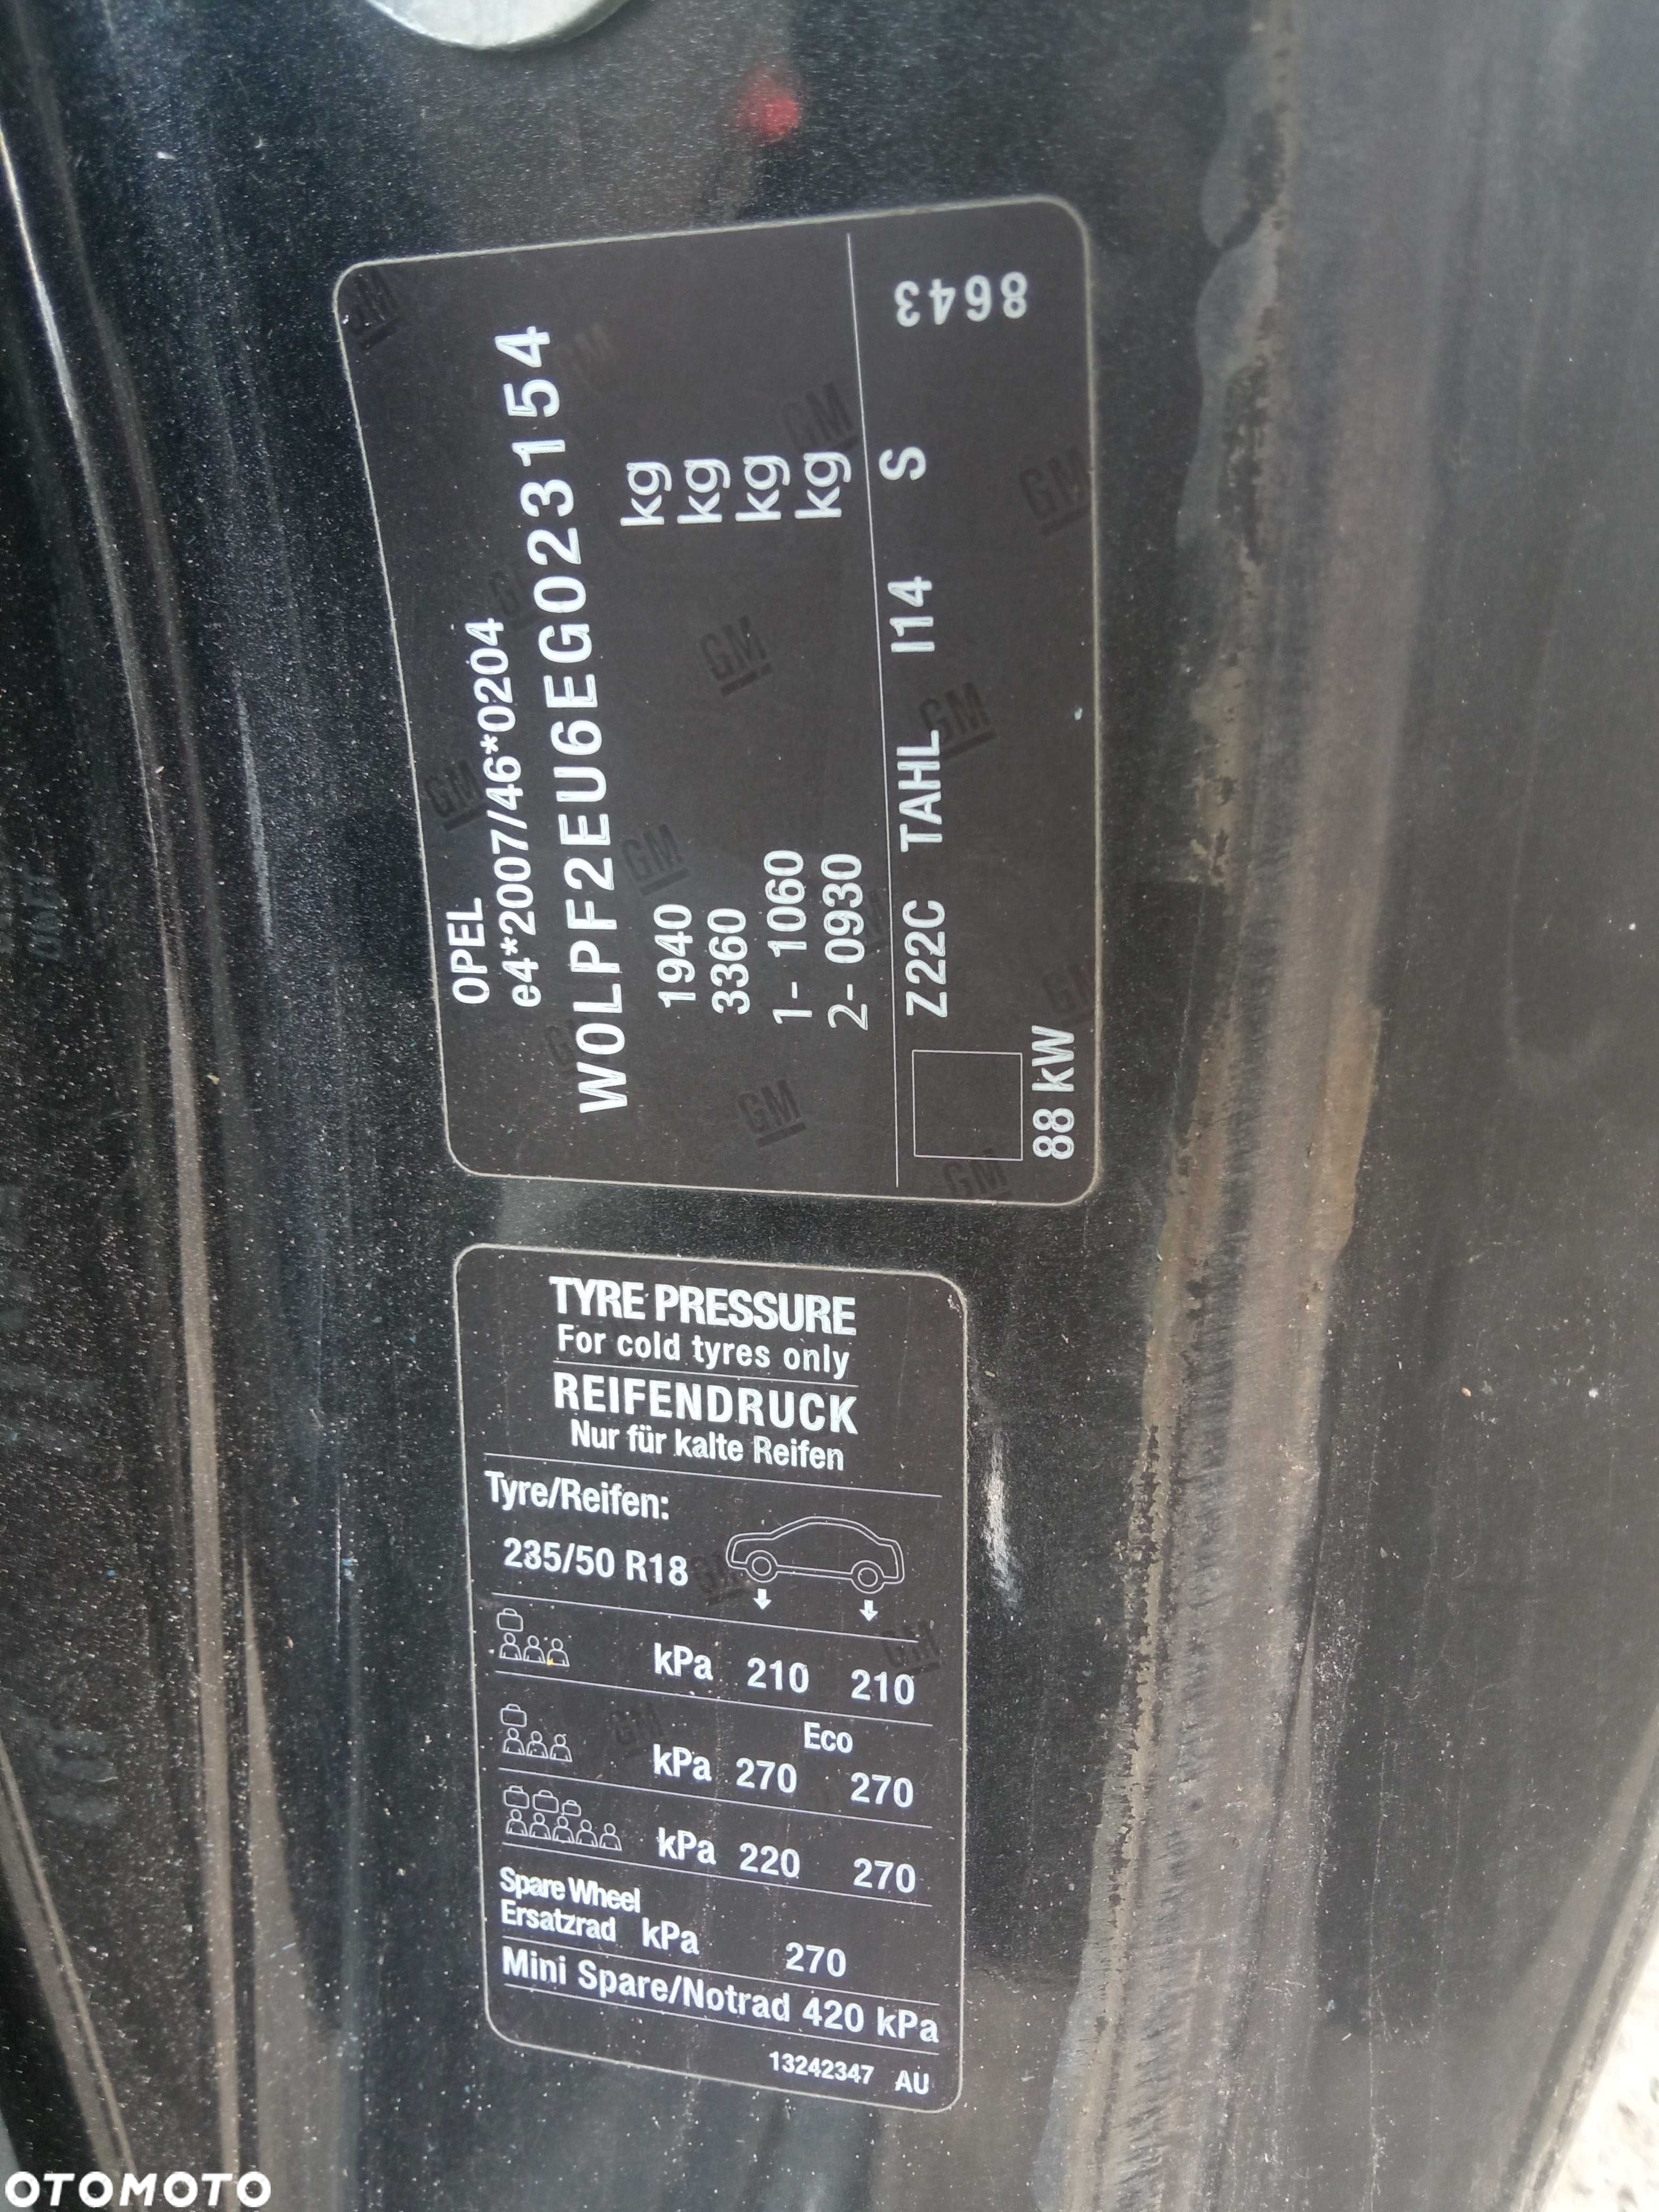 OPEL
e4*2007/46*0204
W0LPF2EU6EG023154
1940 kg
3360 kg
1- 1060 kg
2- 0930 kg
Z22C TAHL I14 S
88 kW
8643
TYRE PRESSURE
For cold tyres only
REIFENDRUCK
Nur für kalte Reifen
Tyre/Reifen:
235/50 R18
kPa 210 210
Eco
kPa 270 270
kPa 220 270
Spare Wheel
Ersatzrad kPa 270
Mini Spare/Notrad 420 kPa
13242347 AU
GM
OTOMOTO